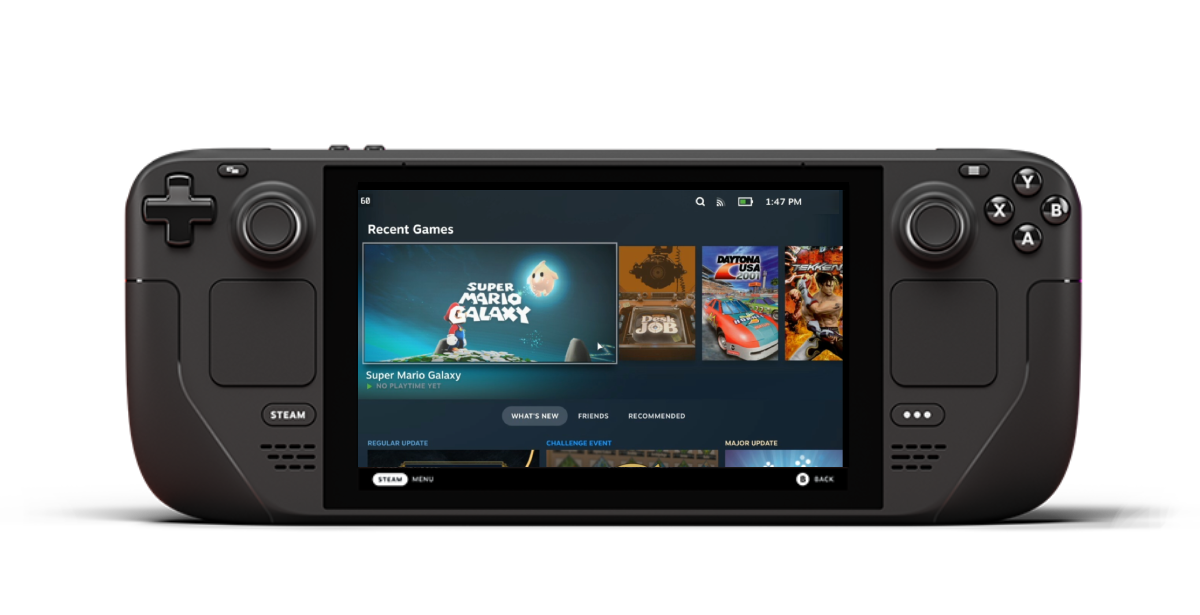 60
1:47 PM
Recent Games
SUPER
MARIO
GALAXY
Desk
JOB
DAYTONA
USA
2001
TEKKEN
Super Mario Galaxy
NO PLAYTIME YET
WHAT'S NEW
FRIENDS
RECOMMENDED
REGULAR UPDATE
CHALLENGE EVENT
MAJOR UPDATE
STEAM MENU
B BACK
STEAM
Y
X
B
A